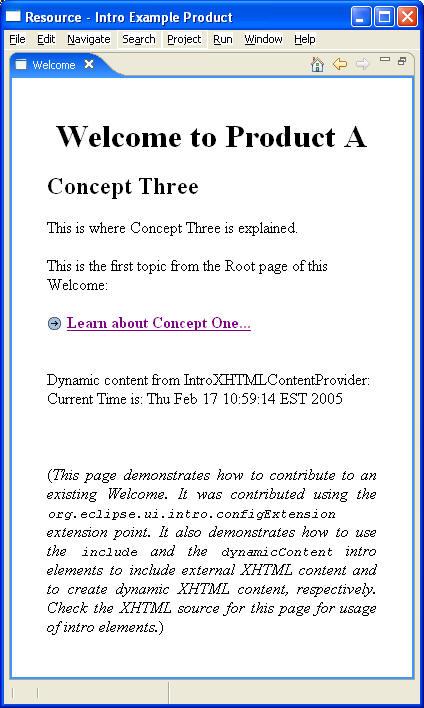 Resource - Intro Example Product
File Edit Navigate Search Project Run Window Help
Welcome
Welcome to Product A
Concept Three
This is where Concept Three is explained.
This is the first topic from the Root page of this
Welcome:
Learn about Concept One...
Dynamic content from IntroXHTMLContentProvider:
Current Time is: Thu Feb 17 10:59:14 EST 2005
(This page demonstrates how to contribute to an
existing Welcome. It was contributed using the
org.eclipse.ui.intro.configExtension
extension point. It also demonstrates how to use
the include and the dynamicContent intro
elements to include external XHTML content and
to create dynamic XHTML content, respectively.
Check the XHTML source for this page for usage
of intro elements.)